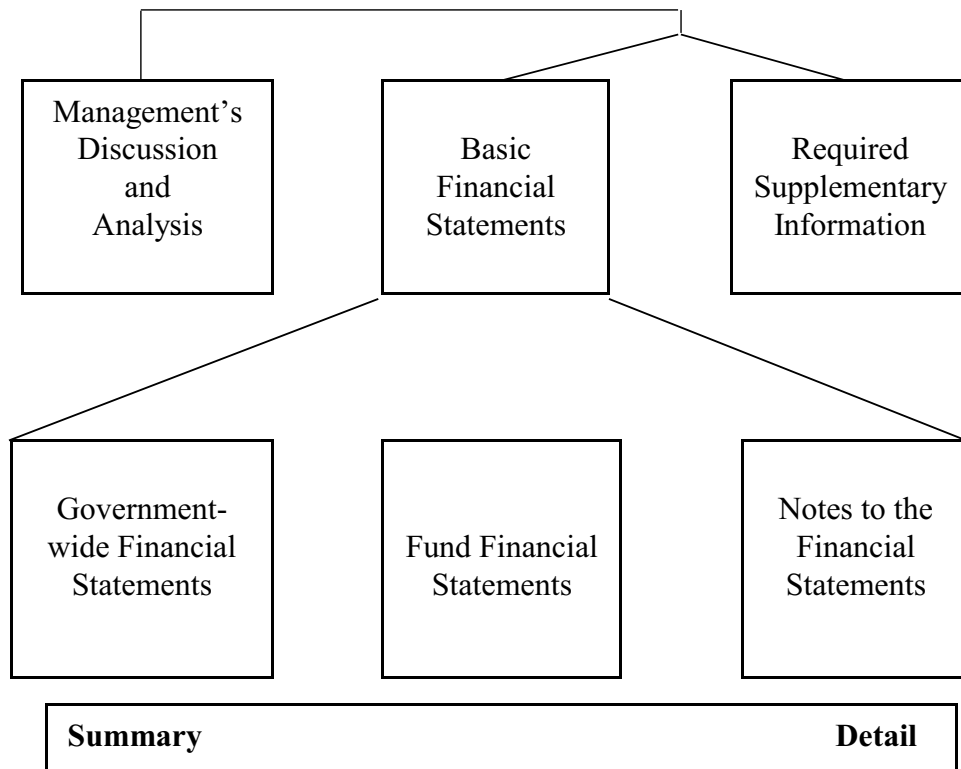 Management’s
Discussion
and
Analysis
Basic
Financial
Statements
Required
Supplementary
Information
Government-
wide Financial
Statements
Fund Financial
Statements
Notes to the
Financial
Statements
Summary Detail